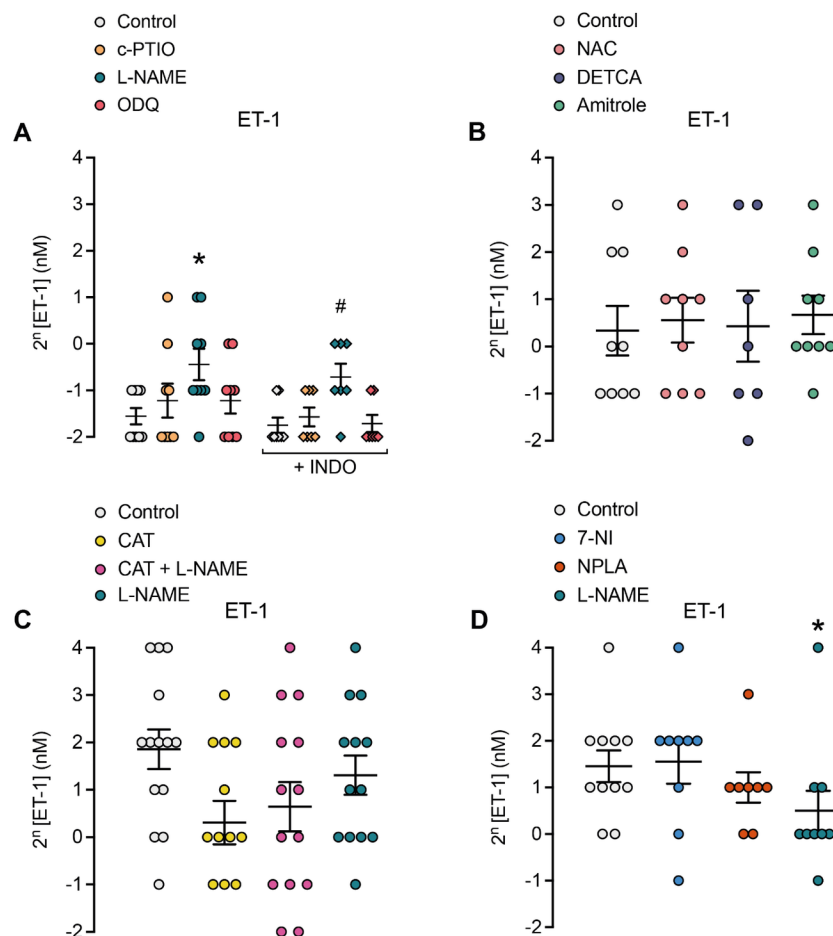 Control
c-PTIO
L-NAME
ODQ
A
ET-1
2ⁿ [ET-1] (nM)
4
3
2
1
0
-1
-2
*
#
+ INDO
Control
NAC
DETCA
Amitrole
B
ET-1
2ⁿ [ET-1] (nM)
4
3
2
1
0
-1
-2
Control
CAT
CAT + L-NAME
L-NAME
C
ET-1
2ⁿ [ET-1] (nM)
4
3
2
1
0
-1
-2
Control
7-NI
NPLA
L-NAME
D
ET-1
2ⁿ [ET-1] (nM)
4
3
2
1
0
-1
-2
*